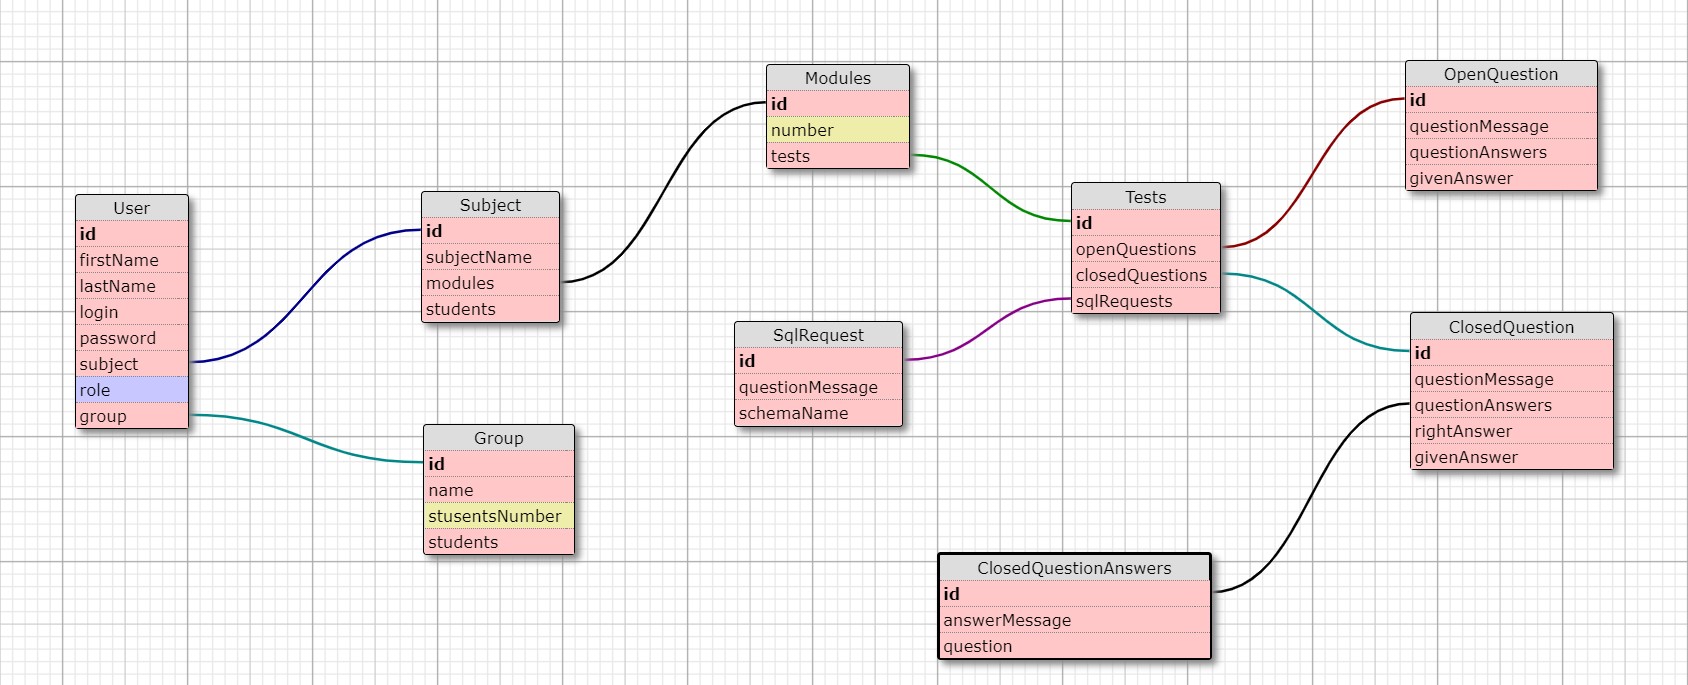 User
id
firstName
lastName
login
password
subject
role
group
Subject
id
subjectName
modules
students
Group
id
name
stusentsNumber
students
Modules
id
number
tests
SqlRequest
id
questionMessage
schemaName
Tests
id
openQuestions
closedQuestions
sqlRequests
OpenQuestion
id
questionMessage
questionAnswers
givenAnswer
ClosedQuestion
id
questionMessage
questionAnswers
rightAnswer
givenAnswer
ClosedQuestionAnswers
id
answerMessage
question